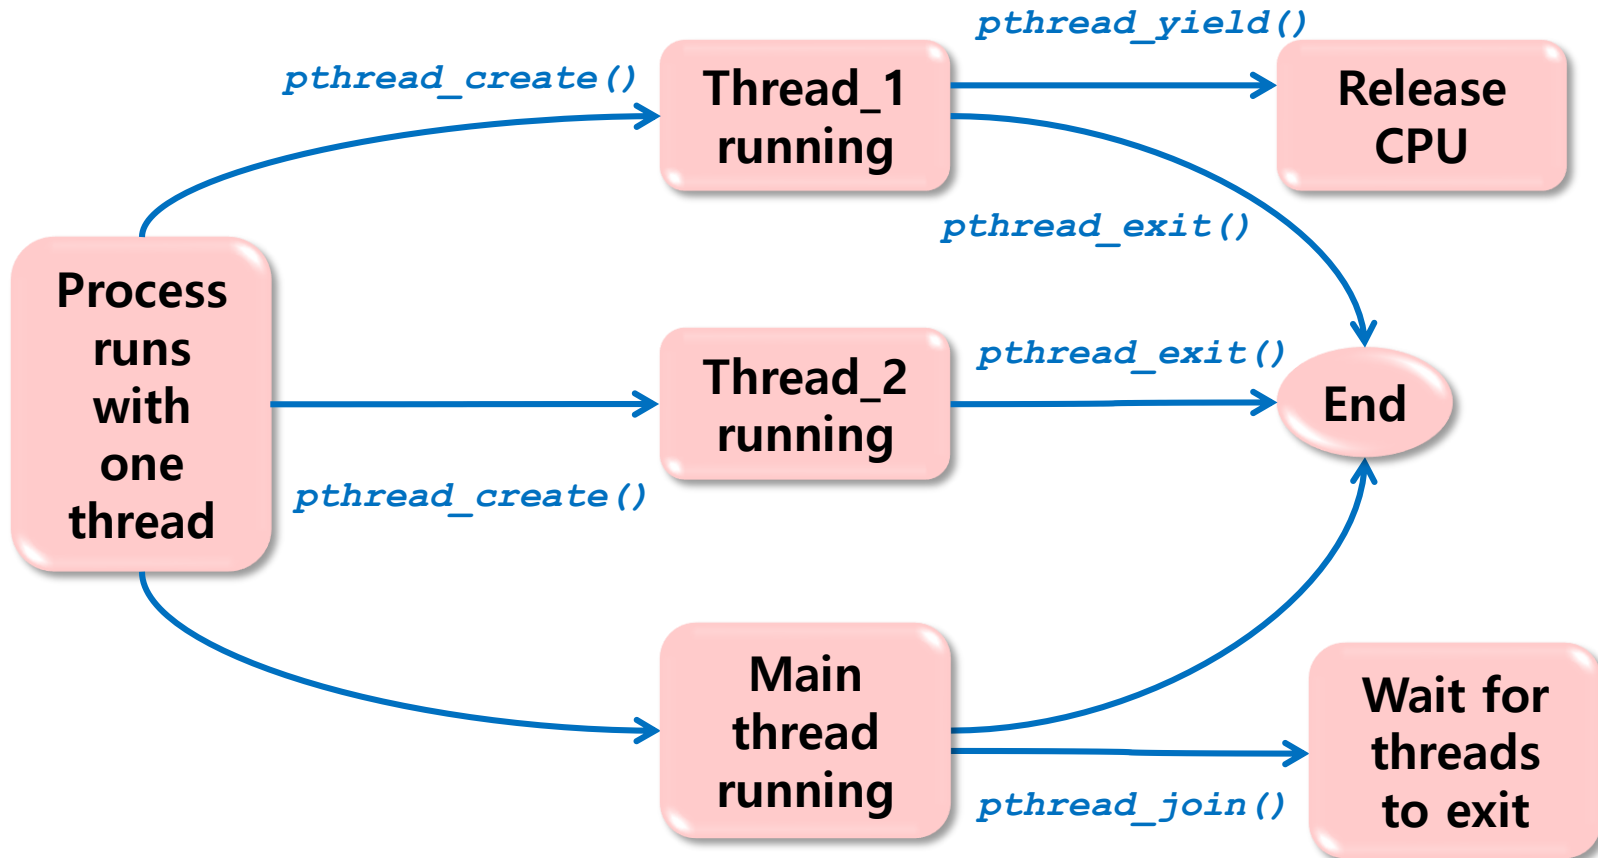 pthread_yield()
pthread_create()
Thread_1
running
Release
CPU
pthread_exit()
Process
runs
with
one
thread
Thread_2
running
pthread_exit()
End
pthread_create()
Main
thread
running
Wait for
threads
to exit
pthread_join()